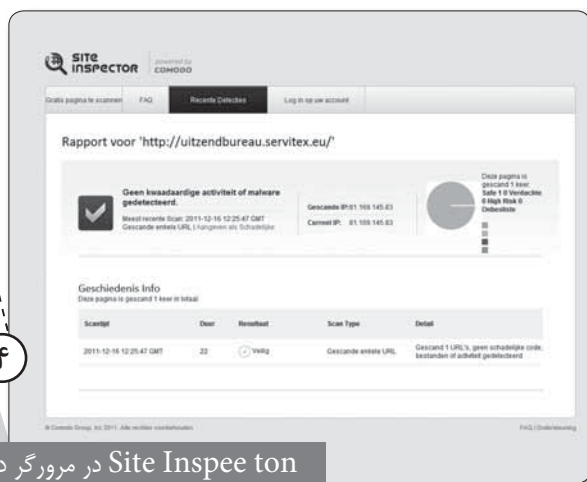 SITE
INSPECTOR
powered by
COMODO
Gratis pagina te scannen FAQ Recente Detecties Log in op uw account
Rapport voor 'http://uitzendbureau.servitex.eu/'
Geen kwaadaardige activiteit of malware
gedetecteerd.
Meest recente Scan: 2011-12-16 12:25:47 GMT
Gescande enkele URL | Aangeven als Schadelijke
Gescande IP: 81.169.145.83
Current IP: 81.169.145.83
Deze pagina is
gescand 1 keer.
Safe 1 0 Verdachte
0 High Risk 0
Onbesliste
Geschiedenis Info
Deze pagina is gescand 1 keer in totaal
Scantijd Duur Resultaat Scan Type Detail
2011-12-16 12:25:47 GMT 22 Veilig Gescande enkele URL Gescand 1 URL's, geen schadelijke code,
bestanden of activiteit gedetecteerd
۴
© Comodo Group, Inc 2011. Alle rechten voorbehouden FAQ | Ondersteuning
Site Inspee ton در مرورگر